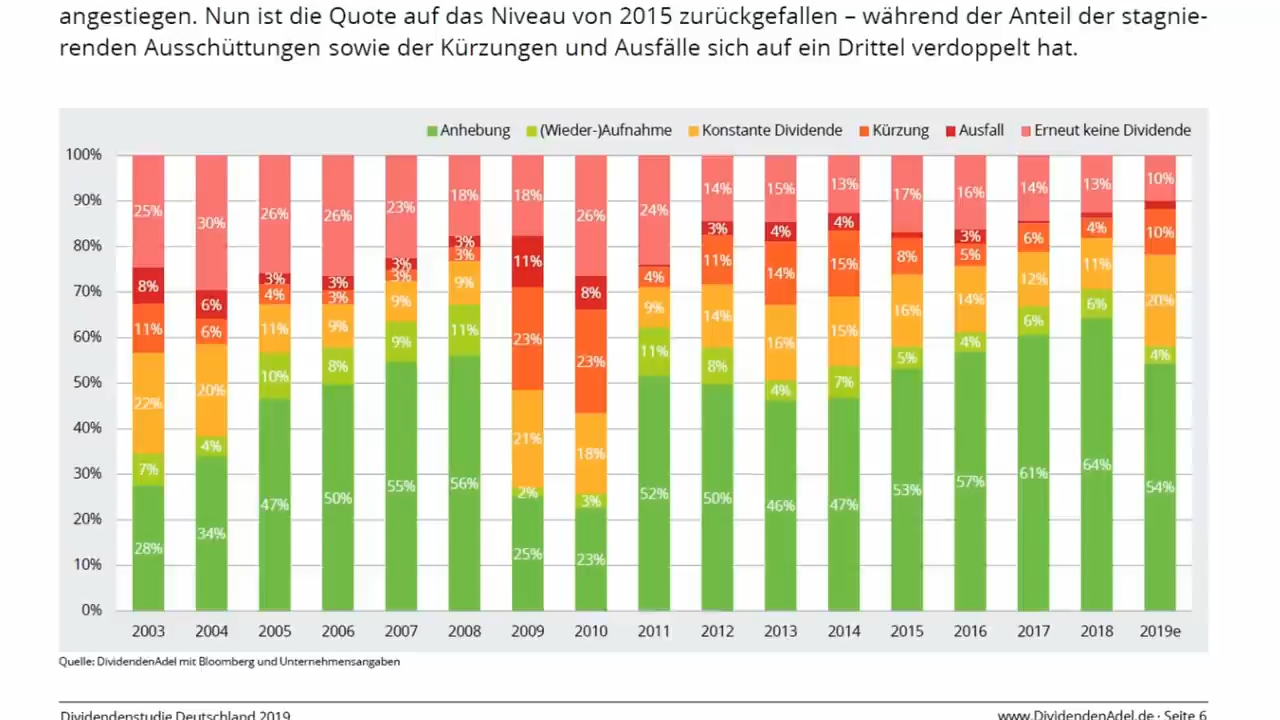 angestiegen. Nun ist die Quote auf das Niveau von 2015 zurückgefallen – während der Anteil der stagnie-
renden Ausschüttungen sowie der Kürzungen und Ausfälle sich auf ein Drittel verdoppelt hat.
Anhebung (Wieder-)Aufnahme Konstante Dividende Kürzung Ausfall Erneut keine Dividende
100%
90%
80%
70%
60%
50%
40%
30%
20%
10%
0%
25% 8% 11% 22% 7% 28%
30% 6% 6% 20% 4% 34%
26% 3% 4% 11% 10% 47%
26% 3% 3% 9% 8% 50%
23% 3% 3% 9% 9% 55%
18% 3% 3% 9% 11% 56%
18% 11% 23% 21% 2% 25%
26% 8% 23% 18% 3% 23%
24% 4% 9% 11% 52%
14% 3% 11% 14% 8% 50%
15% 4% 14% 16% 4% 46%
13% 4% 15% 15% 7% 47%
17% 8% 16% 5% 53%
16% 3% 5% 14% 4% 57%
14% 6% 12% 6% 61%
13% 4% 11% 6% 64%
10% 10% 20% 4% 54%
2003 2004 2005 2006 2007 2008 2009 2010 2011 2012 2013 2014 2015 2016 2017 2018 2019e
Quelle: DividendenAdel mit Bloomberg und Unternehmensangaben
Dividendenstudie Deutschland 2019 www.DividendenAdel.de · Seite 6